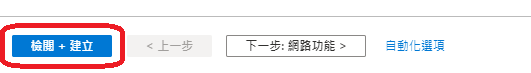 檢閱 + 建立
< 上一步
下一步: 網路功能 >
自動化選項